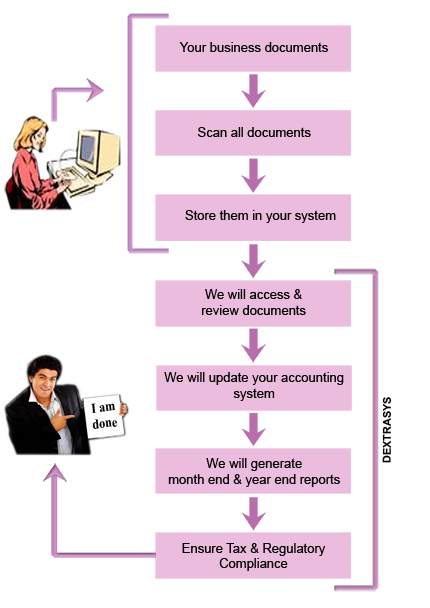 Your business documents
Scan all documents
Store them in your system
We will access &
review documents
We will update your accounting
system
I am
done
We will generate
month end & year end reports
Ensure Tax & Regulatory
Compliance
DEXTRASYS